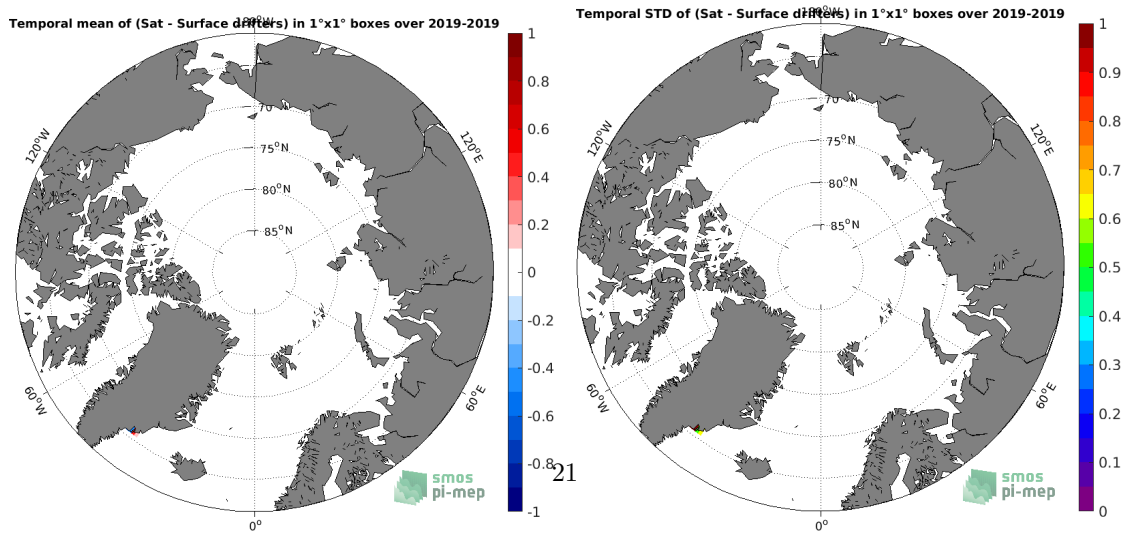 Temporal mean of (Sat - Surface drifters) in 1°x1° boxes over 2019-2019
180°W
120°W
120°E
70
75°N
80°N
85°N
60°W
60°E
0°
smos
pi-mep
1
0.8
0.6
0.4
0.2
0
-0.2
-0.4
-0.6
-0.8
-1
21
Temporal STD of (Sat - Surface drifters) in 1°x1° boxes over 2019-2019
180°W
120°W
120°E
70
75°N
80°N
85°N
60°W
60°E
0°
smos
pi-mep
1
0.9
0.8
0.7
0.6
0.5
0.4
0.3
0.2
0.1
0